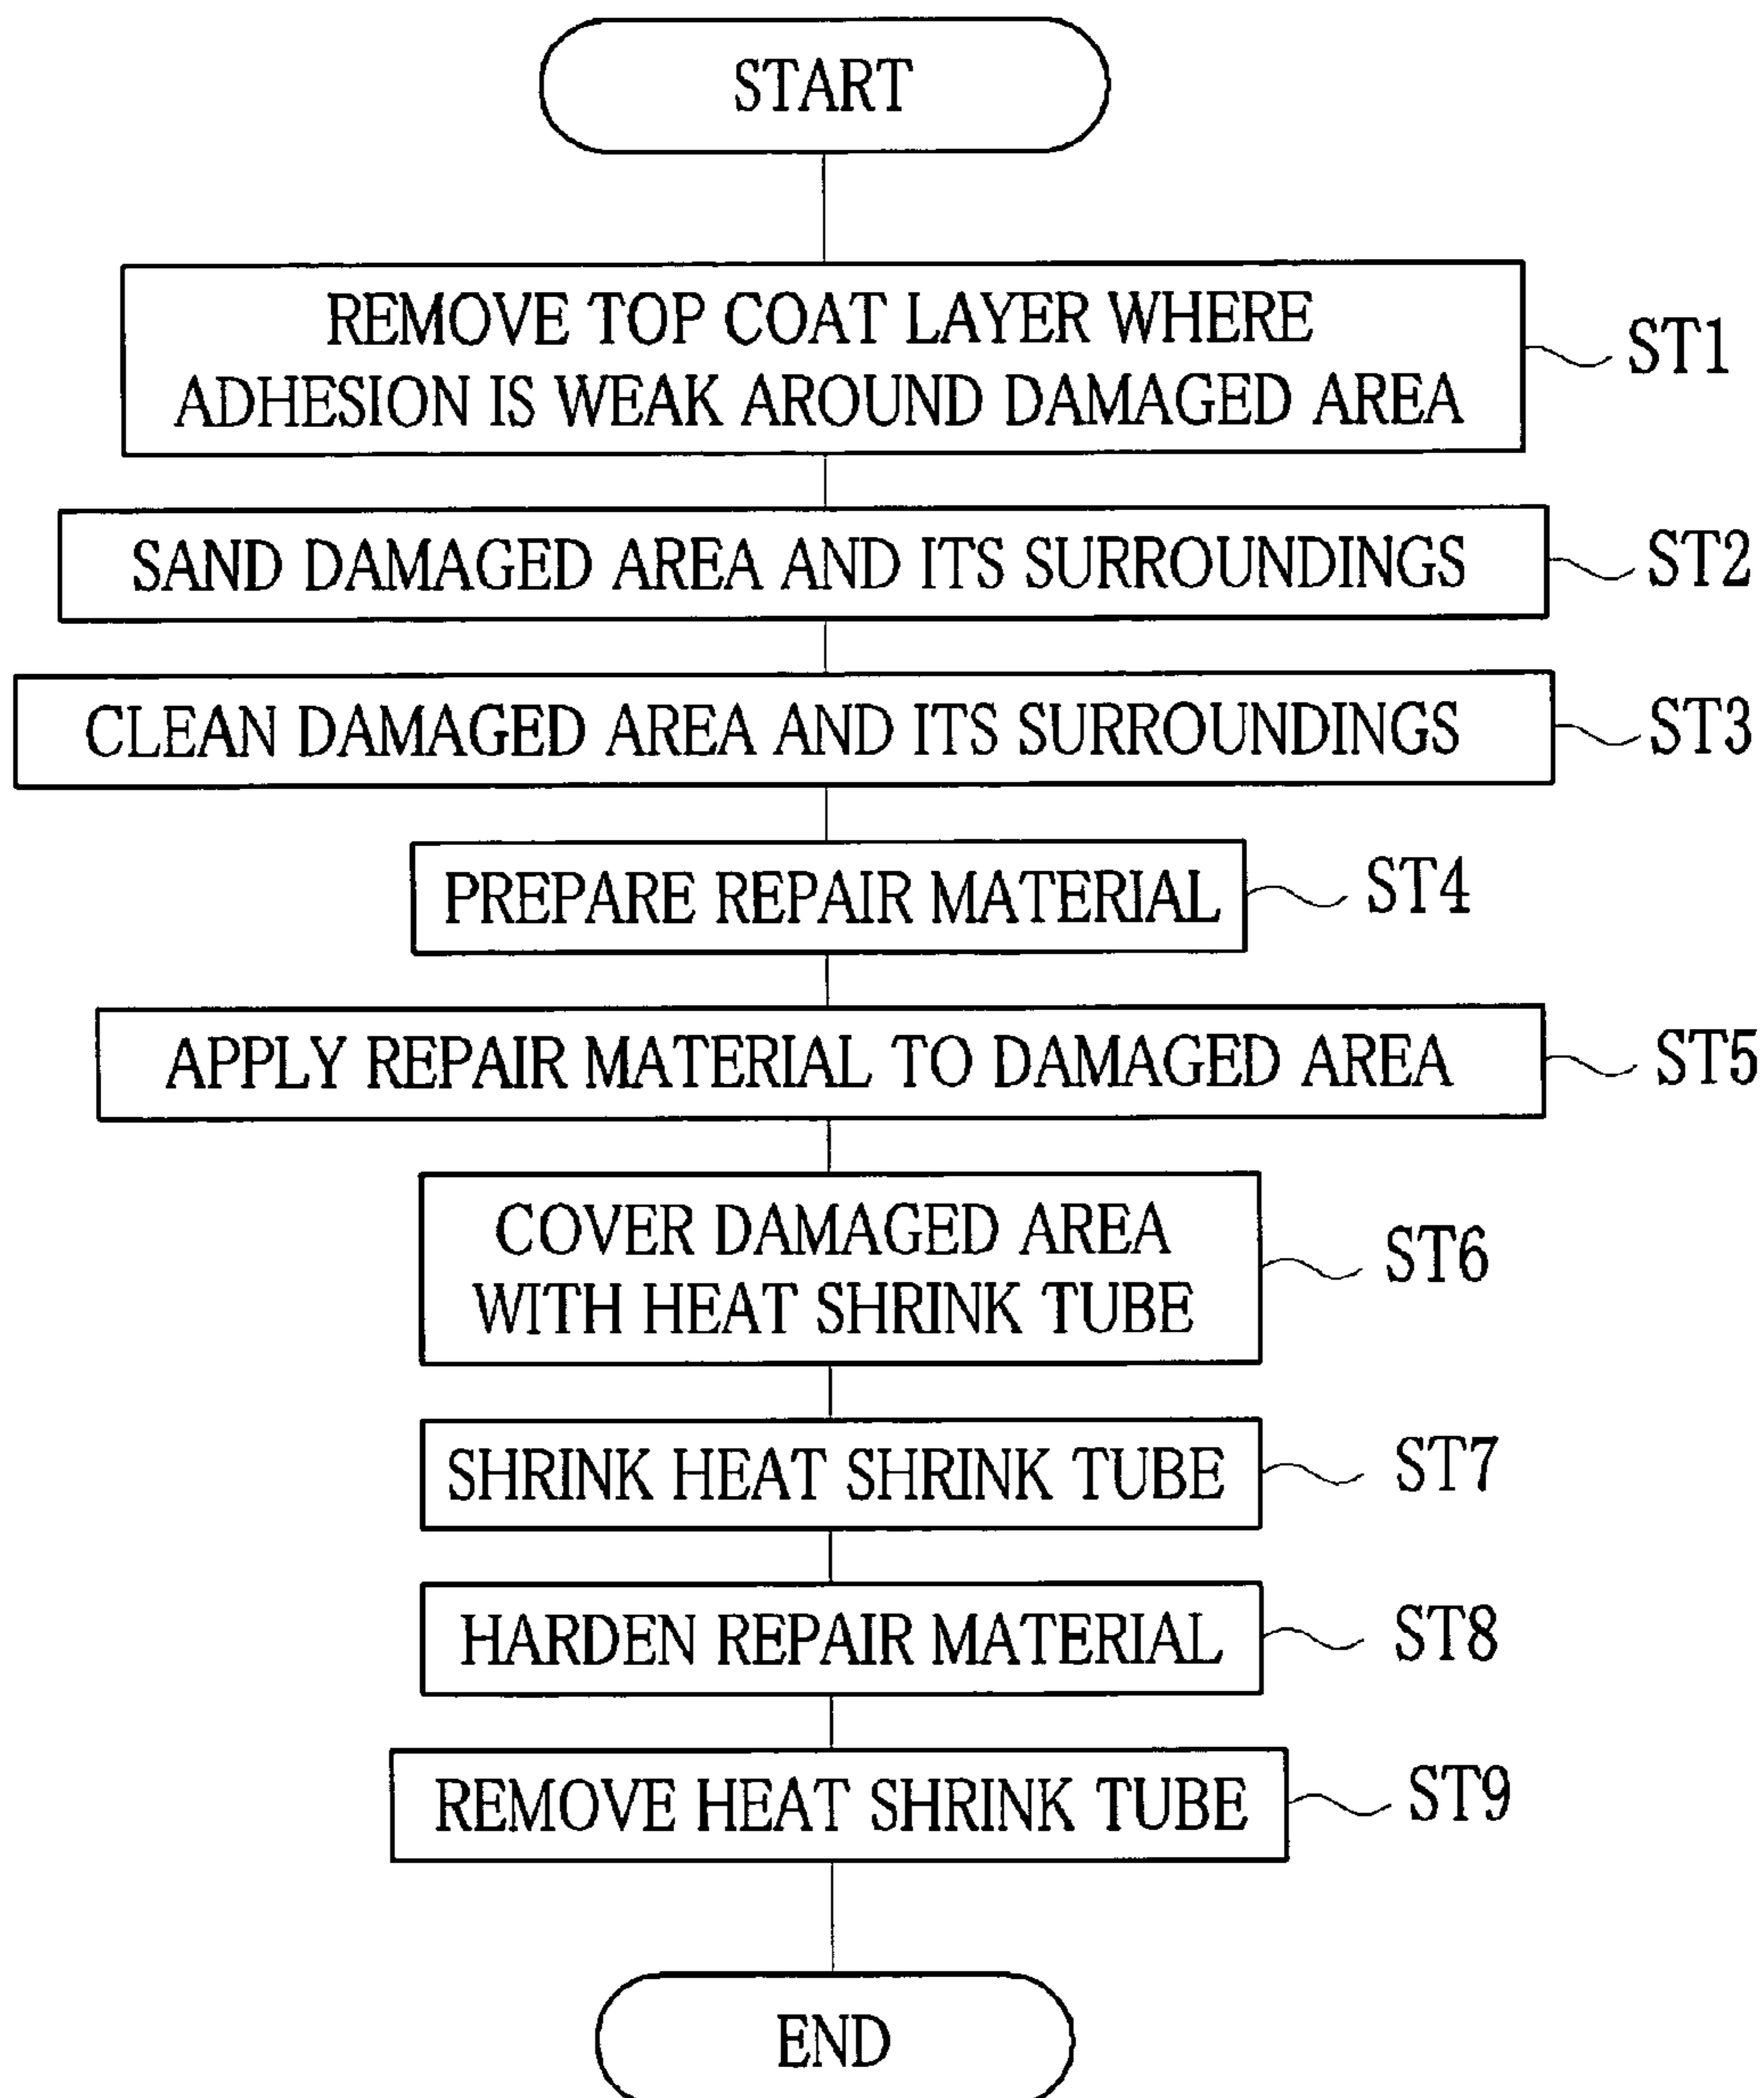 START
REMOVE TOP COAT LAYER WHERE
ADHESION IS WEAK AROUND DAMAGED AREA
ST1
SAND DAMAGED AREA AND ITS SURROUNDINGS
ST2
CLEAN DAMAGED AREA AND ITS SURROUNDINGS
ST3
PREPARE REPAIR MATERIAL
ST4
APPLY REPAIR MATERIAL TO DAMAGED AREA
ST5
COVER DAMAGED AREA
WITH HEAT SHRINK TUBE
ST6
SHRINK HEAT SHRINK TUBE
ST7
HARDEN REPAIR MATERIAL
ST8
REMOVE HEAT SHRINK TUBE
ST9
END